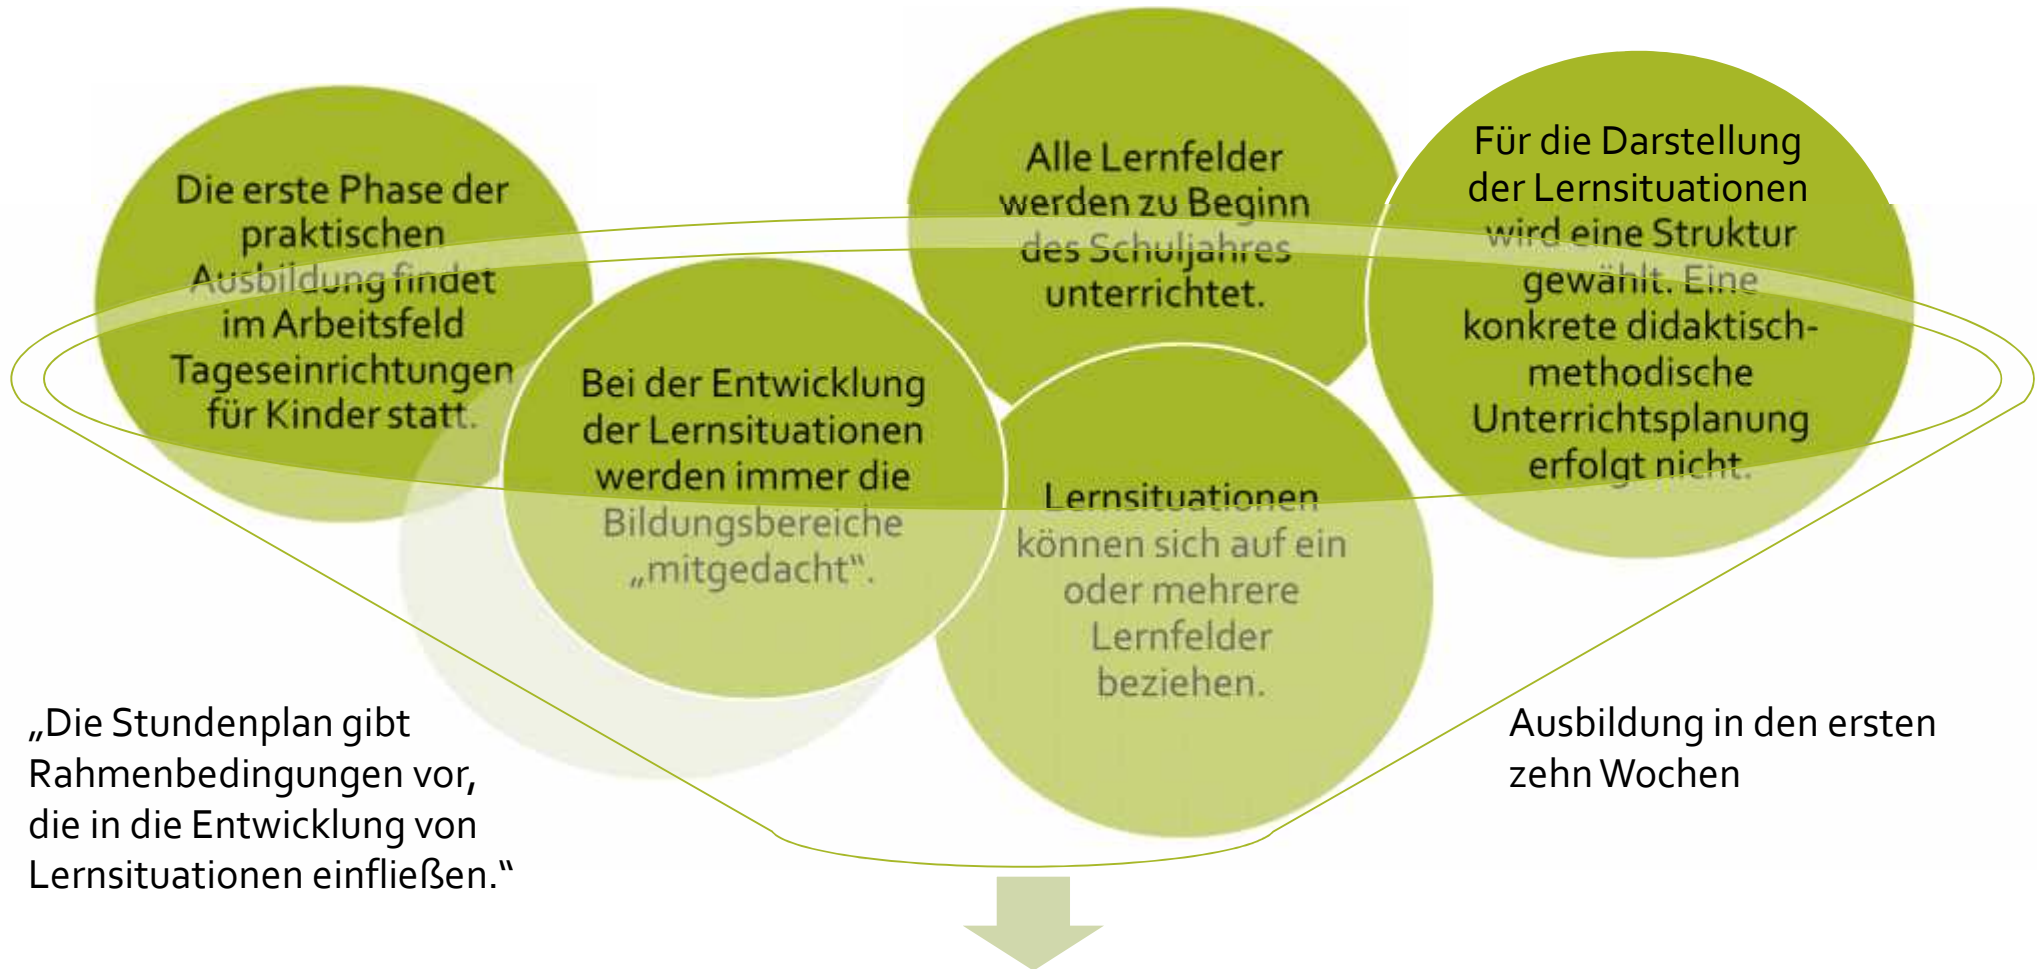 Die erste Phase der
praktischen
Ausbildung findet
im Arbeitsfeld
Tageseinrichtungen
für Kinder statt.
Bei der Entwicklung
der Lernsituationen
werden immer die
Bildungsbereiche
„mitgedacht“.
Alle Lernfelder
werden zu Beginn
des Schuljahres
unterrichtet.
Lernsituationen
können sich auf ein
oder mehrere
Lernfelder
beziehen.
Für die Darstellung
der Lernsituationen
wird eine Struktur
gewählt. Eine
konkrete didaktisch-
methodische
Unterrichtsplanung
erfolgt nicht.
„Die Stundenplan gibt
Rahmenbedingungen vor,
die in die Entwicklung von
Lernsituationen einfließen.“
Ausbildung in den ersten
zehn Wochen